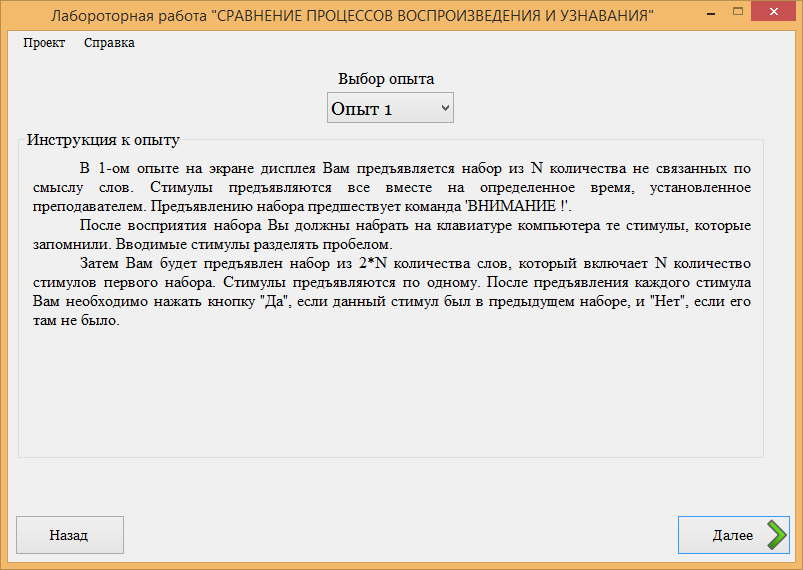 Лабороторная работа "СРАВНЕНИЕ ПРОЦЕССОВ ВОСПРОИЗВЕДЕНИЯ И УЗНАВАНИЯ"
Проект Справка
Выбор опыта
Опыт 1
Инструкция к опыту
В 1-ом опыте на экране дисплея Вам предъявляется набор из N количества не связанных по
смыслу слов. Стимулы предъявляются все вместе на определенное время, установленное
преподавателем. Предъявлению набора предшествует команда 'ВНИМАНИЕ !'.
После восприятия набора Вы должны набрать на клавиатуре компьютера те стимулы, которые
запомнили. Вводимые стимулы разделять пробелом.
Затем Вам будет предъявлен набор из 2*N количества слов, который включает N количество
стимулов первого набора. Стимулы предъявляются по одному. После предъявления каждого стимула
Вам необходимо нажать кнопку "Да", если данный стимул был в предыдущем наборе, и "Нет", если его
там не было.
Назад
Далее